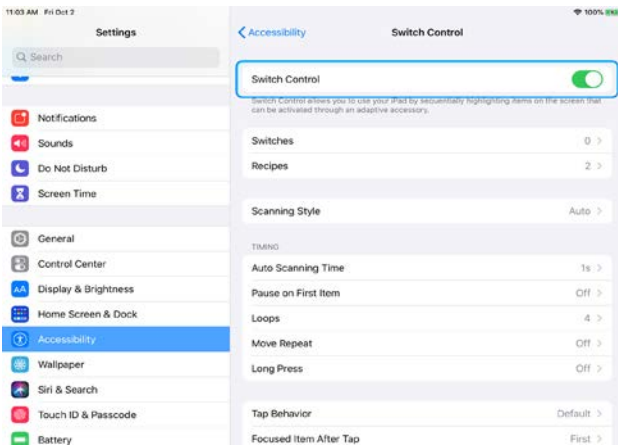 11:03 AM Fri Oct 2
100%
Settings
Search
Notifications
Sounds
Do Not Disturb
Screen Time
General
Control Center
Display & Brightness
Home Screen & Dock
Accessibility
Wallpaper
Siri & Search
Touch ID & Passcode
Battery
Accessibility
Switch Control
Switch Control
Switch Control allows you to use your iPad by sequentially highlighting items on the screen that
can be activated through an adaptive accessory.
Switches 0
Recipes 2
Scanning Style Auto
TIMING
Auto Scanning Time 1s
Pause on First Item Off
Loops 4
Move Repeat Off
Long Press Off
Tap Behavior Default
Focused Item After Tap First